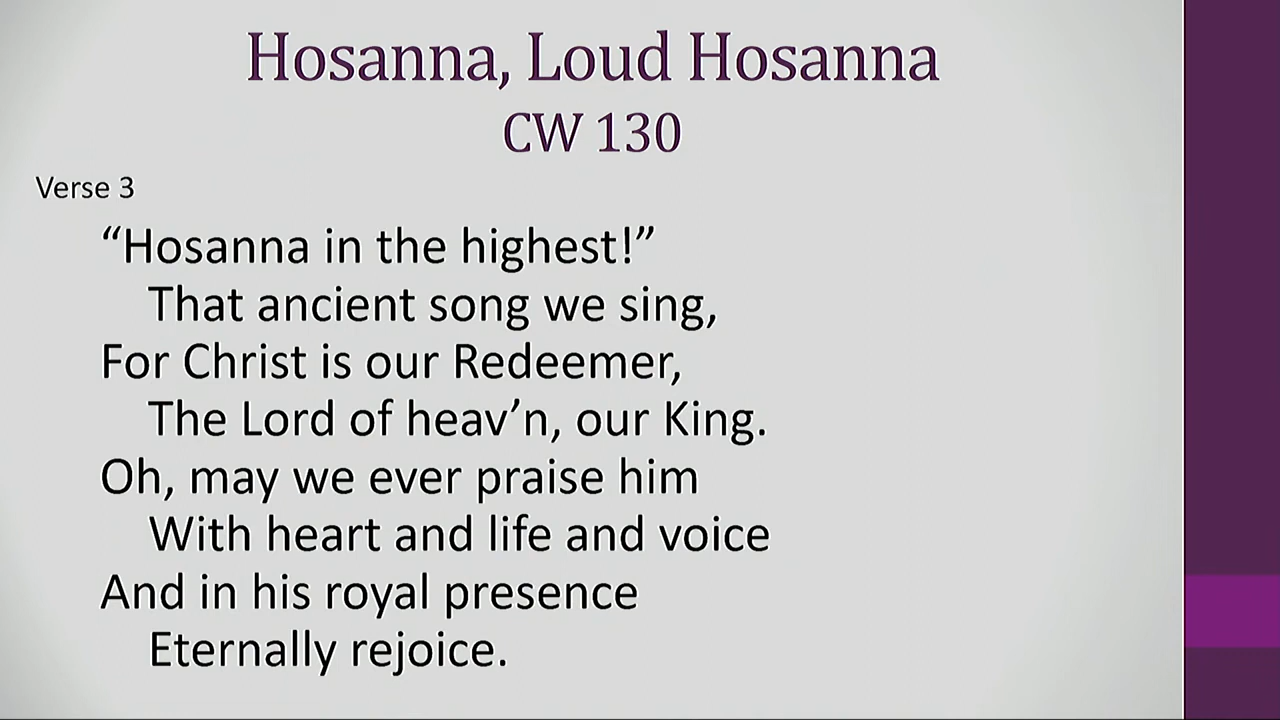 Hosanna, Loud Hosanna
CW 130
Verse 3
“Hosanna in the highest!”
That ancient song we sing,
For Christ is our Redeemer,
The Lord of heav’n, our King.
Oh, may we ever praise him
With heart and life and voice
And in his royal presence
Eternally rejoice.